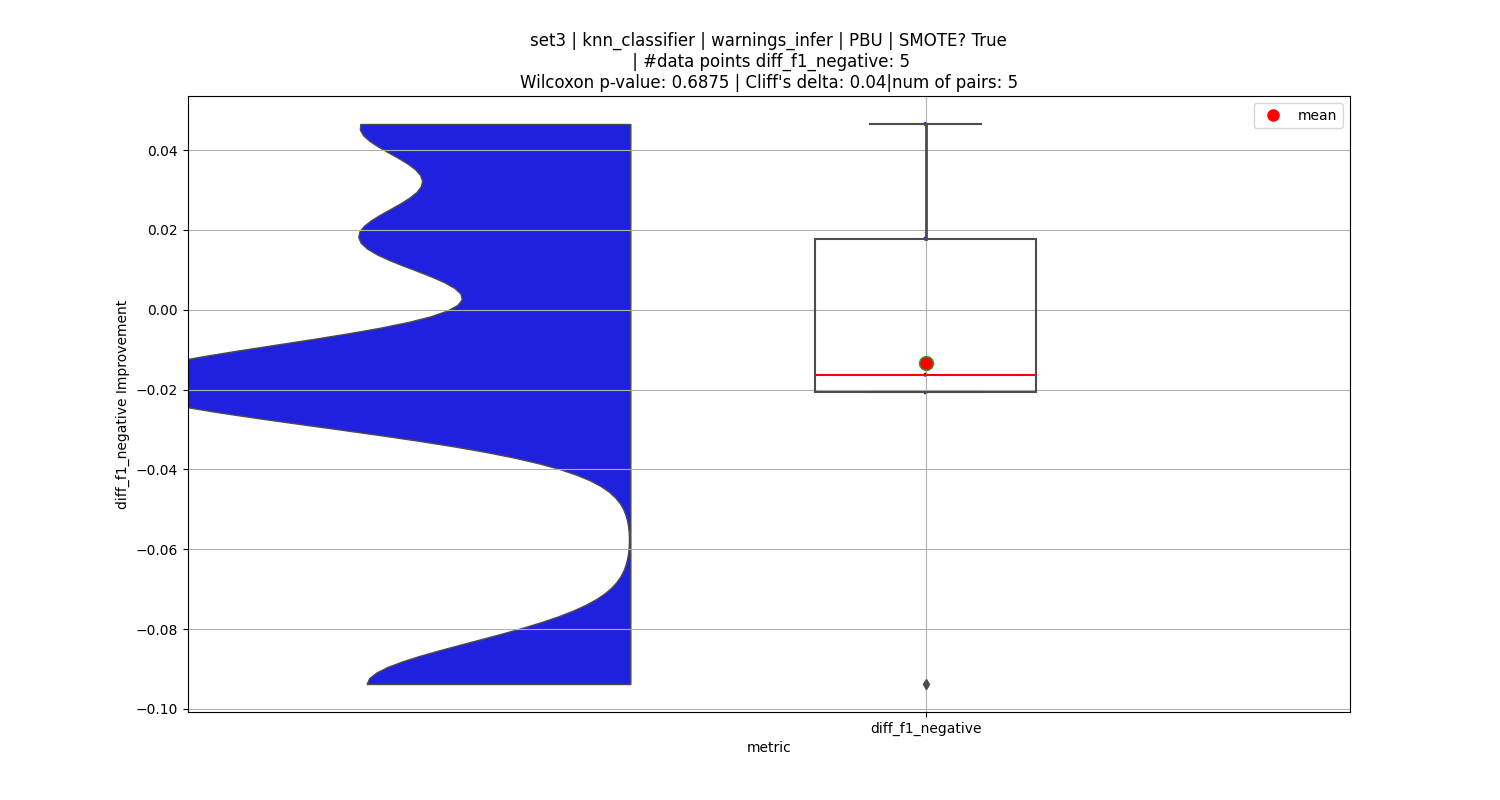 set3 | knn_classifier | warnings_infer | PBU | SMOTE? True
| #data points diff_f1_negative: 5
Wilcoxon p-value: 0.6875 | Cliff's delta: 0.04|num of pairs: 5
mean
0.04
0.02
0.00
−0.02
−0.04
−0.06
−0.08
−0.10
diff_f1_negative Improvement
diff_f1_negative
metric